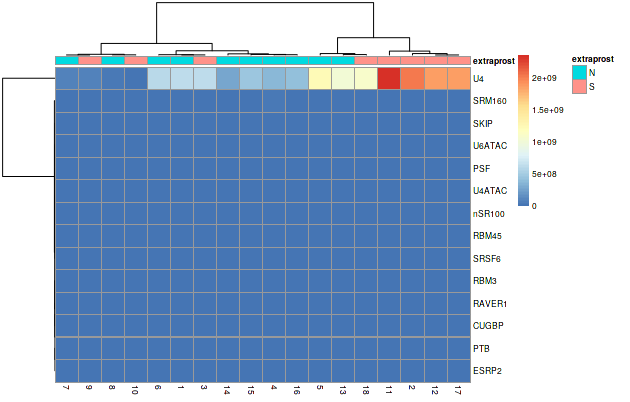 extraprost
extraprost
N
S
U4
SRM160
SKIP
U6ATAC
PSF
U4ATAC
nSR100
RBM45
SRSF6
RBM3
RAVER1
CUGBP
PTB
ESRP2
2e+09
1.5e+09
1e+09
5e+08
0
7 9 8 10 6 1 3 14 15 4 16 5 13 18 11 2 12 17